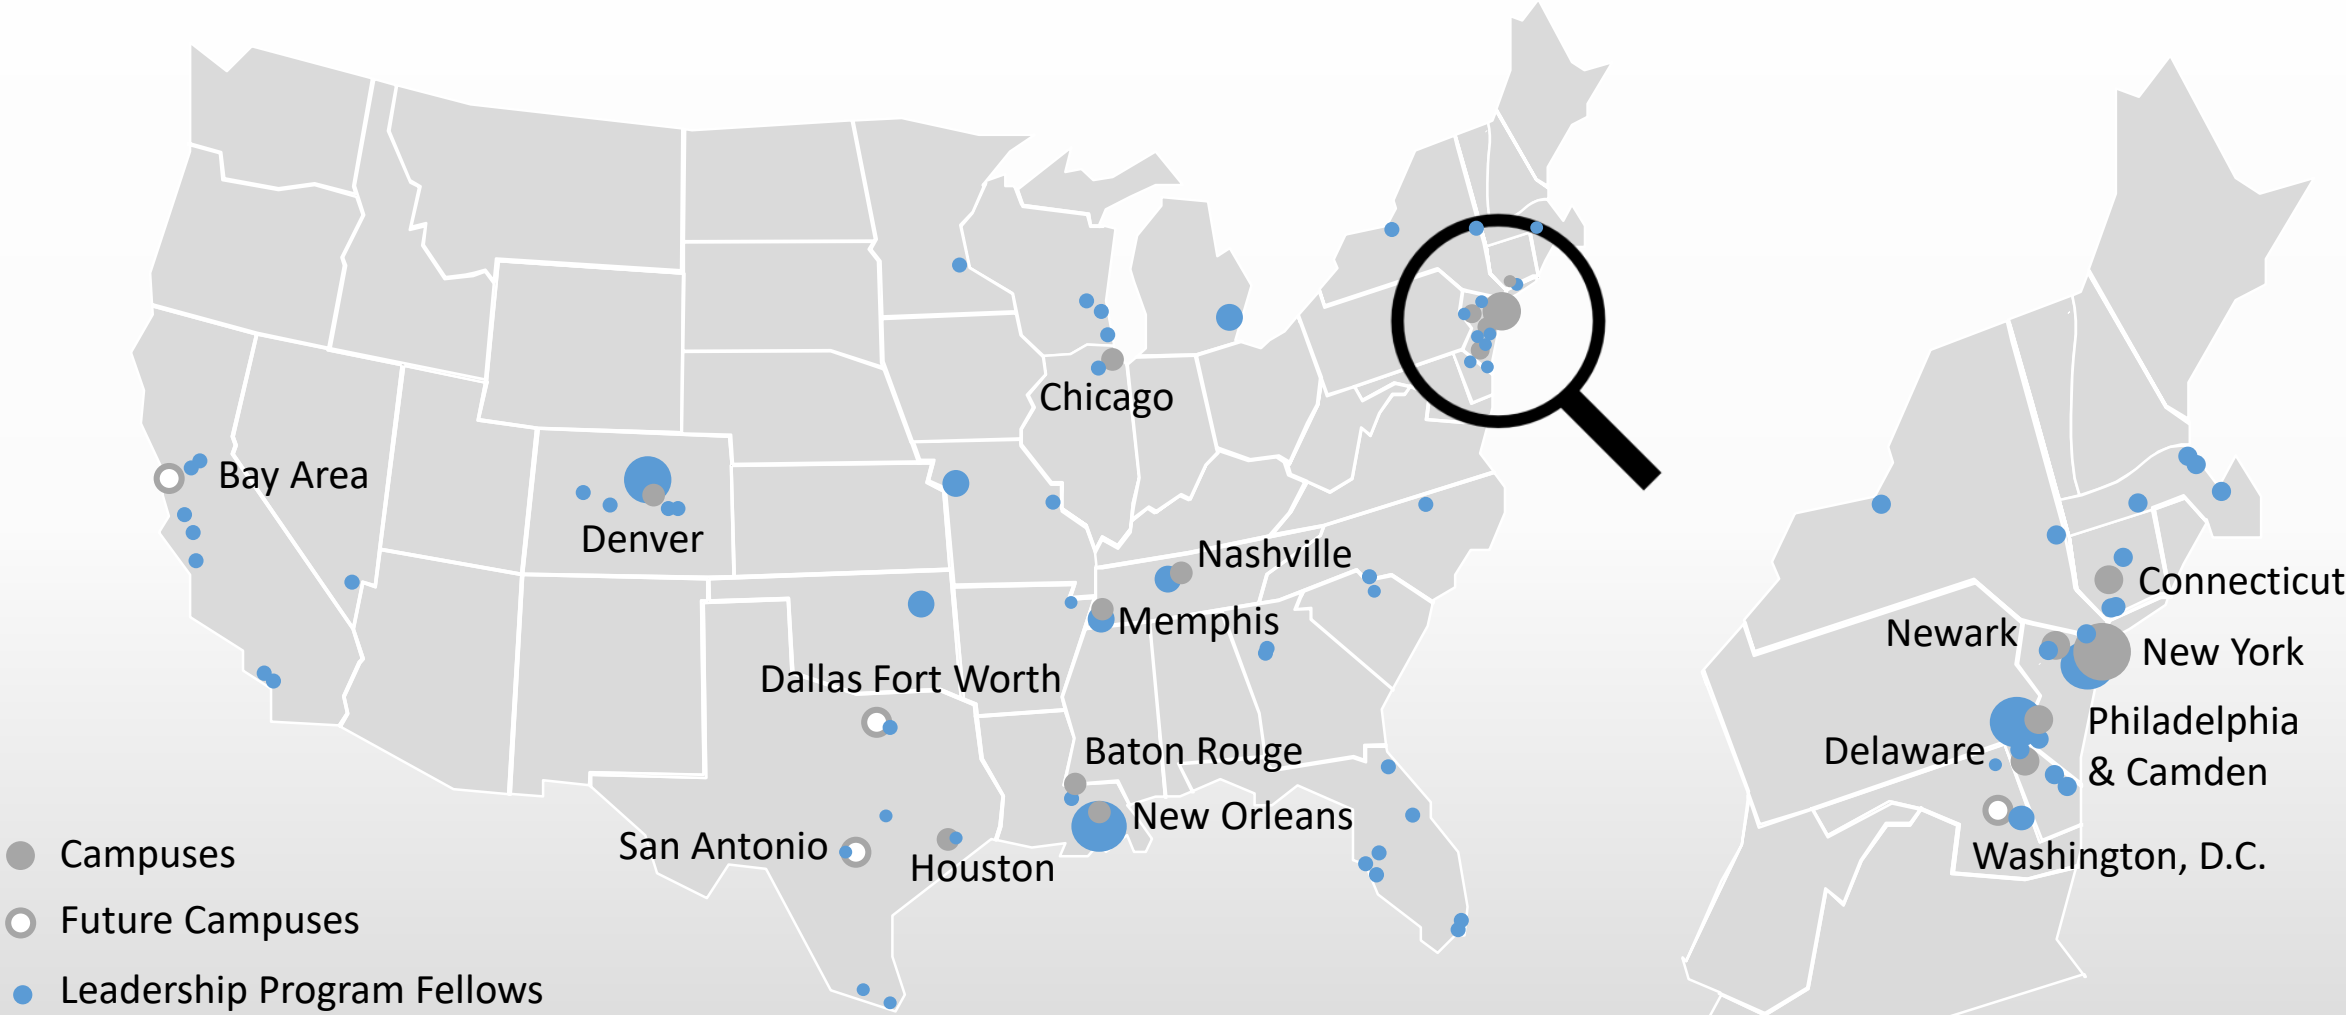 Chicago
Bay Area
Denver
Nashville
Memphis
Dallas Fort Worth
Baton Rouge
New Orleans
San Antonio
Houston
Connecticut
Newark
New York
Philadelphia
& Camden
Delaware
Washington, D.C.
Campuses
Future Campuses
Leadership Program Fellows